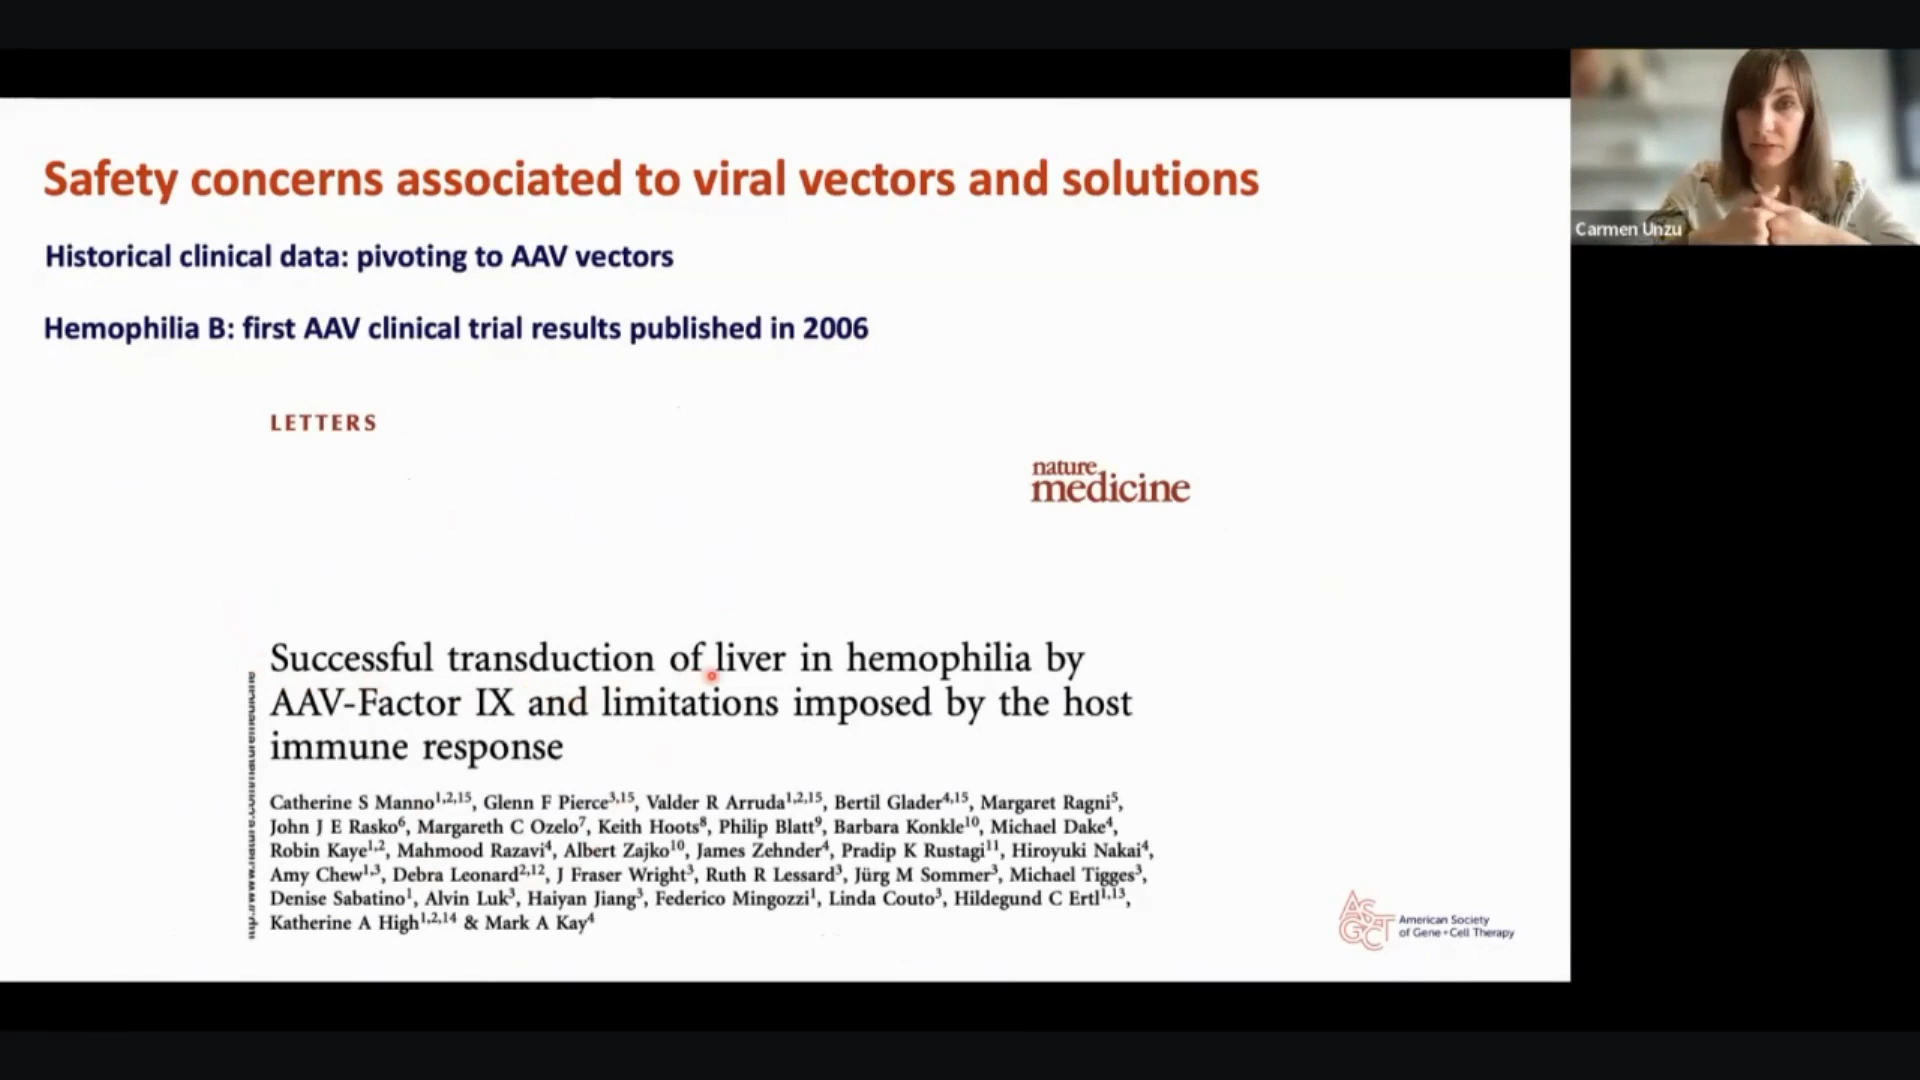 Safety concerns associated to viral vectors and solutions
Historical clinical data: pivoting to AAV vectors
Hemophilia B: first AAV clinical trial results published in 2006
LETTERS
nature
medicine
Successful transduction of liver in hemophilia by
AAV-Factor IX and limitations imposed by the host
immune response
Catherine S Manno1,2,15, Glenn F Pierce3,15, Valder R Arruda1,2,15, Bertil Glader4,15, Margaret Ragni5,
John J E Rasko6, Margareth C Ozelo7, Keith Hoots8, Philip Blatt9, Barbara Konkle10, Michael Dake4,
Robin Kaye1,2, Mahmood Razavi4, Albert Zajko10, James Zehnder4, Pradip K Rustagi11, Hiroyuki Nakai4,
Amy Chew1,3, Debra Leonard2,12, J Fraser Wright3, Ruth R Lessard3, Jürg M Sommer3, Michael Tigges3,
Denise Sabatino1, Alvin Luk3, Haiyan Jiang3, Federico Mingozzi1, Linda Couto3, Hildegund C Ertl1,13,
Katherine A High1,2,14 & Mark A Kay4
ASGCT
American Society
of Gene + Cell Therapy
Carmen Unzu